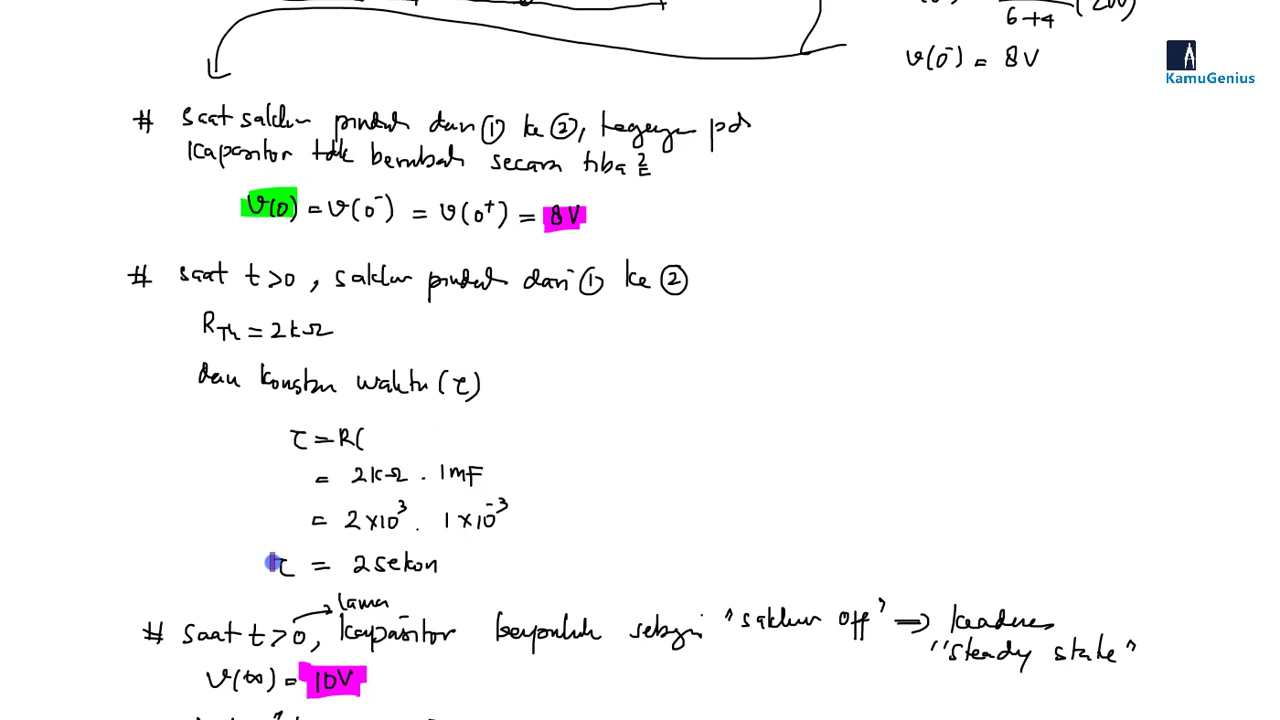 6+4
v(0⁻) = 8V
KamuGenius
# saat saklar pindah dari ① ke ②, tegangan pd
kapasitor tdk berubah secara tiba2
v(0) = v(0⁻) = v(0⁺) = 8V
# saat t>0, saklar pindah dari ① ke ②
R_Th = 2kΩ
dan konstan waktu (τ)
τ = RC
= 2kΩ . 1mF
= 2×10³ . 1×10⁻³
τ = 2 sekon
→ lama
# saat t>0, kapasitor berperilaku sebagai "saklar off" ⇒ keadaan
"steady state"
v(∞) = 10V